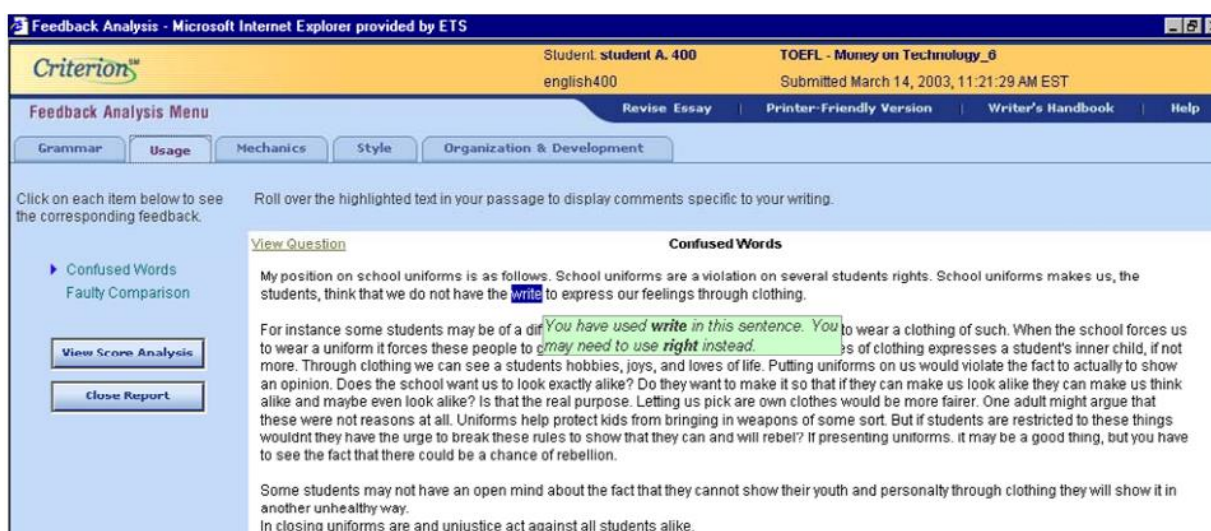 Feedback Analysis - Microsoft Internet Explorer provided by ETS
Criterion SM
Student: student A. 400
TOEFL - Money on Technology_6
english400
Submitted March 14, 2003, 11:21:29 AM EST
Feedback Analysis Menu
Revise Essay | Printer-Friendly Version | Writer's Handbook | Help
Grammar Usage Mechanics Style Organization & Development
Click on each item below to see
the corresponding feedback.
Roll over the highlighted text in your passage to display comments specific to your writing.
Confused Words
Faulty Comparison
View Score Analysis
Close Report
View Question
Confused Words
My position on school uniforms is as follows. School uniforms are a violation on several students rights. School uniforms makes us, the
students, think that we do not have the write to express our feelings through clothing.
For instance some students may be of a dif to wear a clothing of such. When the school forces us
to wear a uniform it forces these people to es of clothing expresses a student's inner child, if not
You have used write in this sentence. You
may need to use right instead.
more. Through clothing we can see a students hobbies, joys, and loves of life. Putting uniforms on us would violate the fact to actually to show
an opinion. Does the school want us to look exactly alike? Do they want to make it so that if they can make us look alike they can make us think
alike and maybe even look alike? Is that the real purpose. Letting us pick are own clothes would be more fairer. One adult might argue that
these were not reasons at all. Uniforms help protect kids from bringing in weapons of some sort. But if students are restricted to these things
wouldnt they have the urge to break these rules to show that they can and will rebel? If presenting uniforms. it may be a good thing, but you have
to see the fact that there could be a chance of rebellion.
Some students may not have an open mind about the fact that they cannot show their youth and personalty through clothing they will show it in
another unhealthy way.
In closing uniforms are and unjustice act against all students alike.